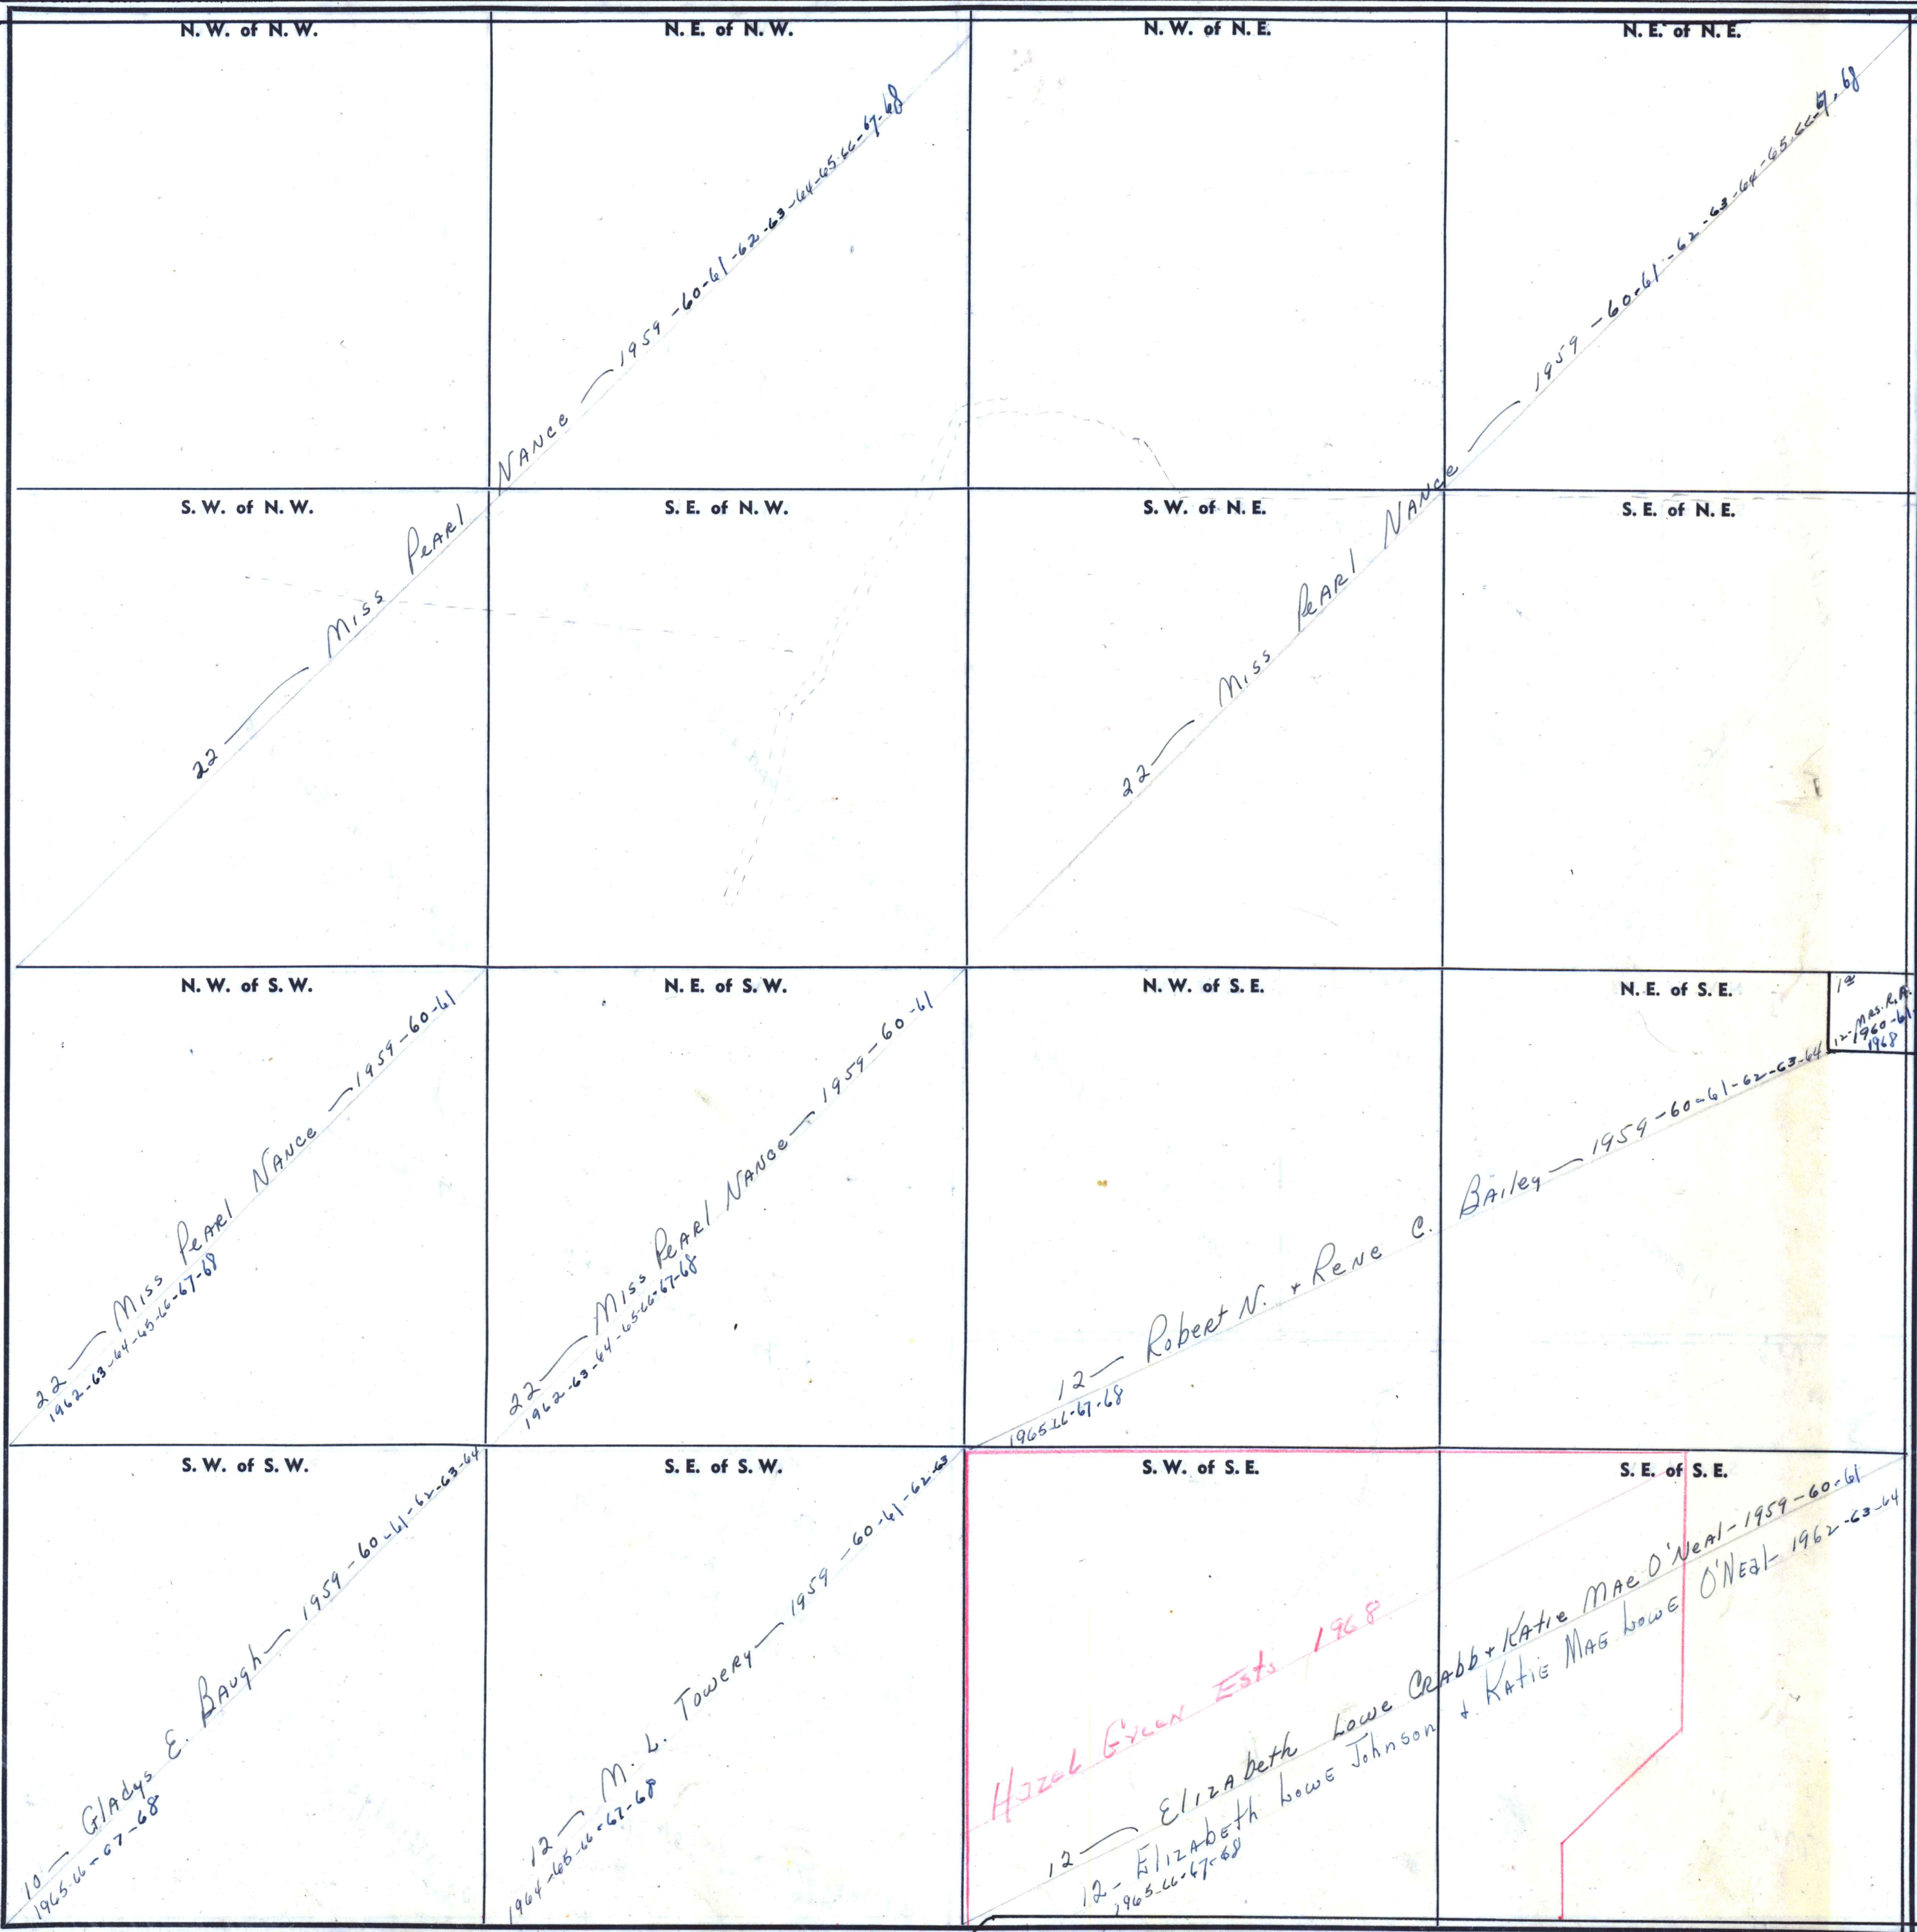 N. W. of N. W.
N. E. of N. W.
N. W. of N. E.
N. E. of N. E.
S. W. of N. W.
S. E. of N. W.
S. W. of N. E.
S. E. of N. E.
22 — Miss Pearl Nance — 1959-60-61-62-63-64-65-66-67-68
22 — Miss Pearl Nance — 1959-60-61-62-63-64-65-66-67-68
N. W. of S. W.
N. E. of S. W.
N. W. of S. E.
N. E. of S. E.
22 — Miss Pearl Nance — 1959-60-61
1962-63-64-65-66-67-68
22 — Miss Pearl Nance — 1959-60-61
1962-63-64-65-66-67-68
12 — Robert N. + Rene C. Bailey — 1959-60-61-62-63-64
1965-66-67-68
12- Mrs. R. A.
1960-61-
1968
S. W. of S. W.
S. E. of S. W.
S. W. of S. E.
S. E. of S. E.
10 — Gladys E. Baugh — 1959-60-61-62-63-64
1965-66-67-68
12 — M. L. Towery — 1959-60-61-62-63
1964-65-66-67-68
Hazel Green Ests 1968
12 — Elizabeth Lowe Crabb + Katie Mae O'Neal - 1959-60-61
12 - Elizabeth Lowe Johnson & Katie Mae Lowe O'Neal - 1962-63-64
1965-66-67-68